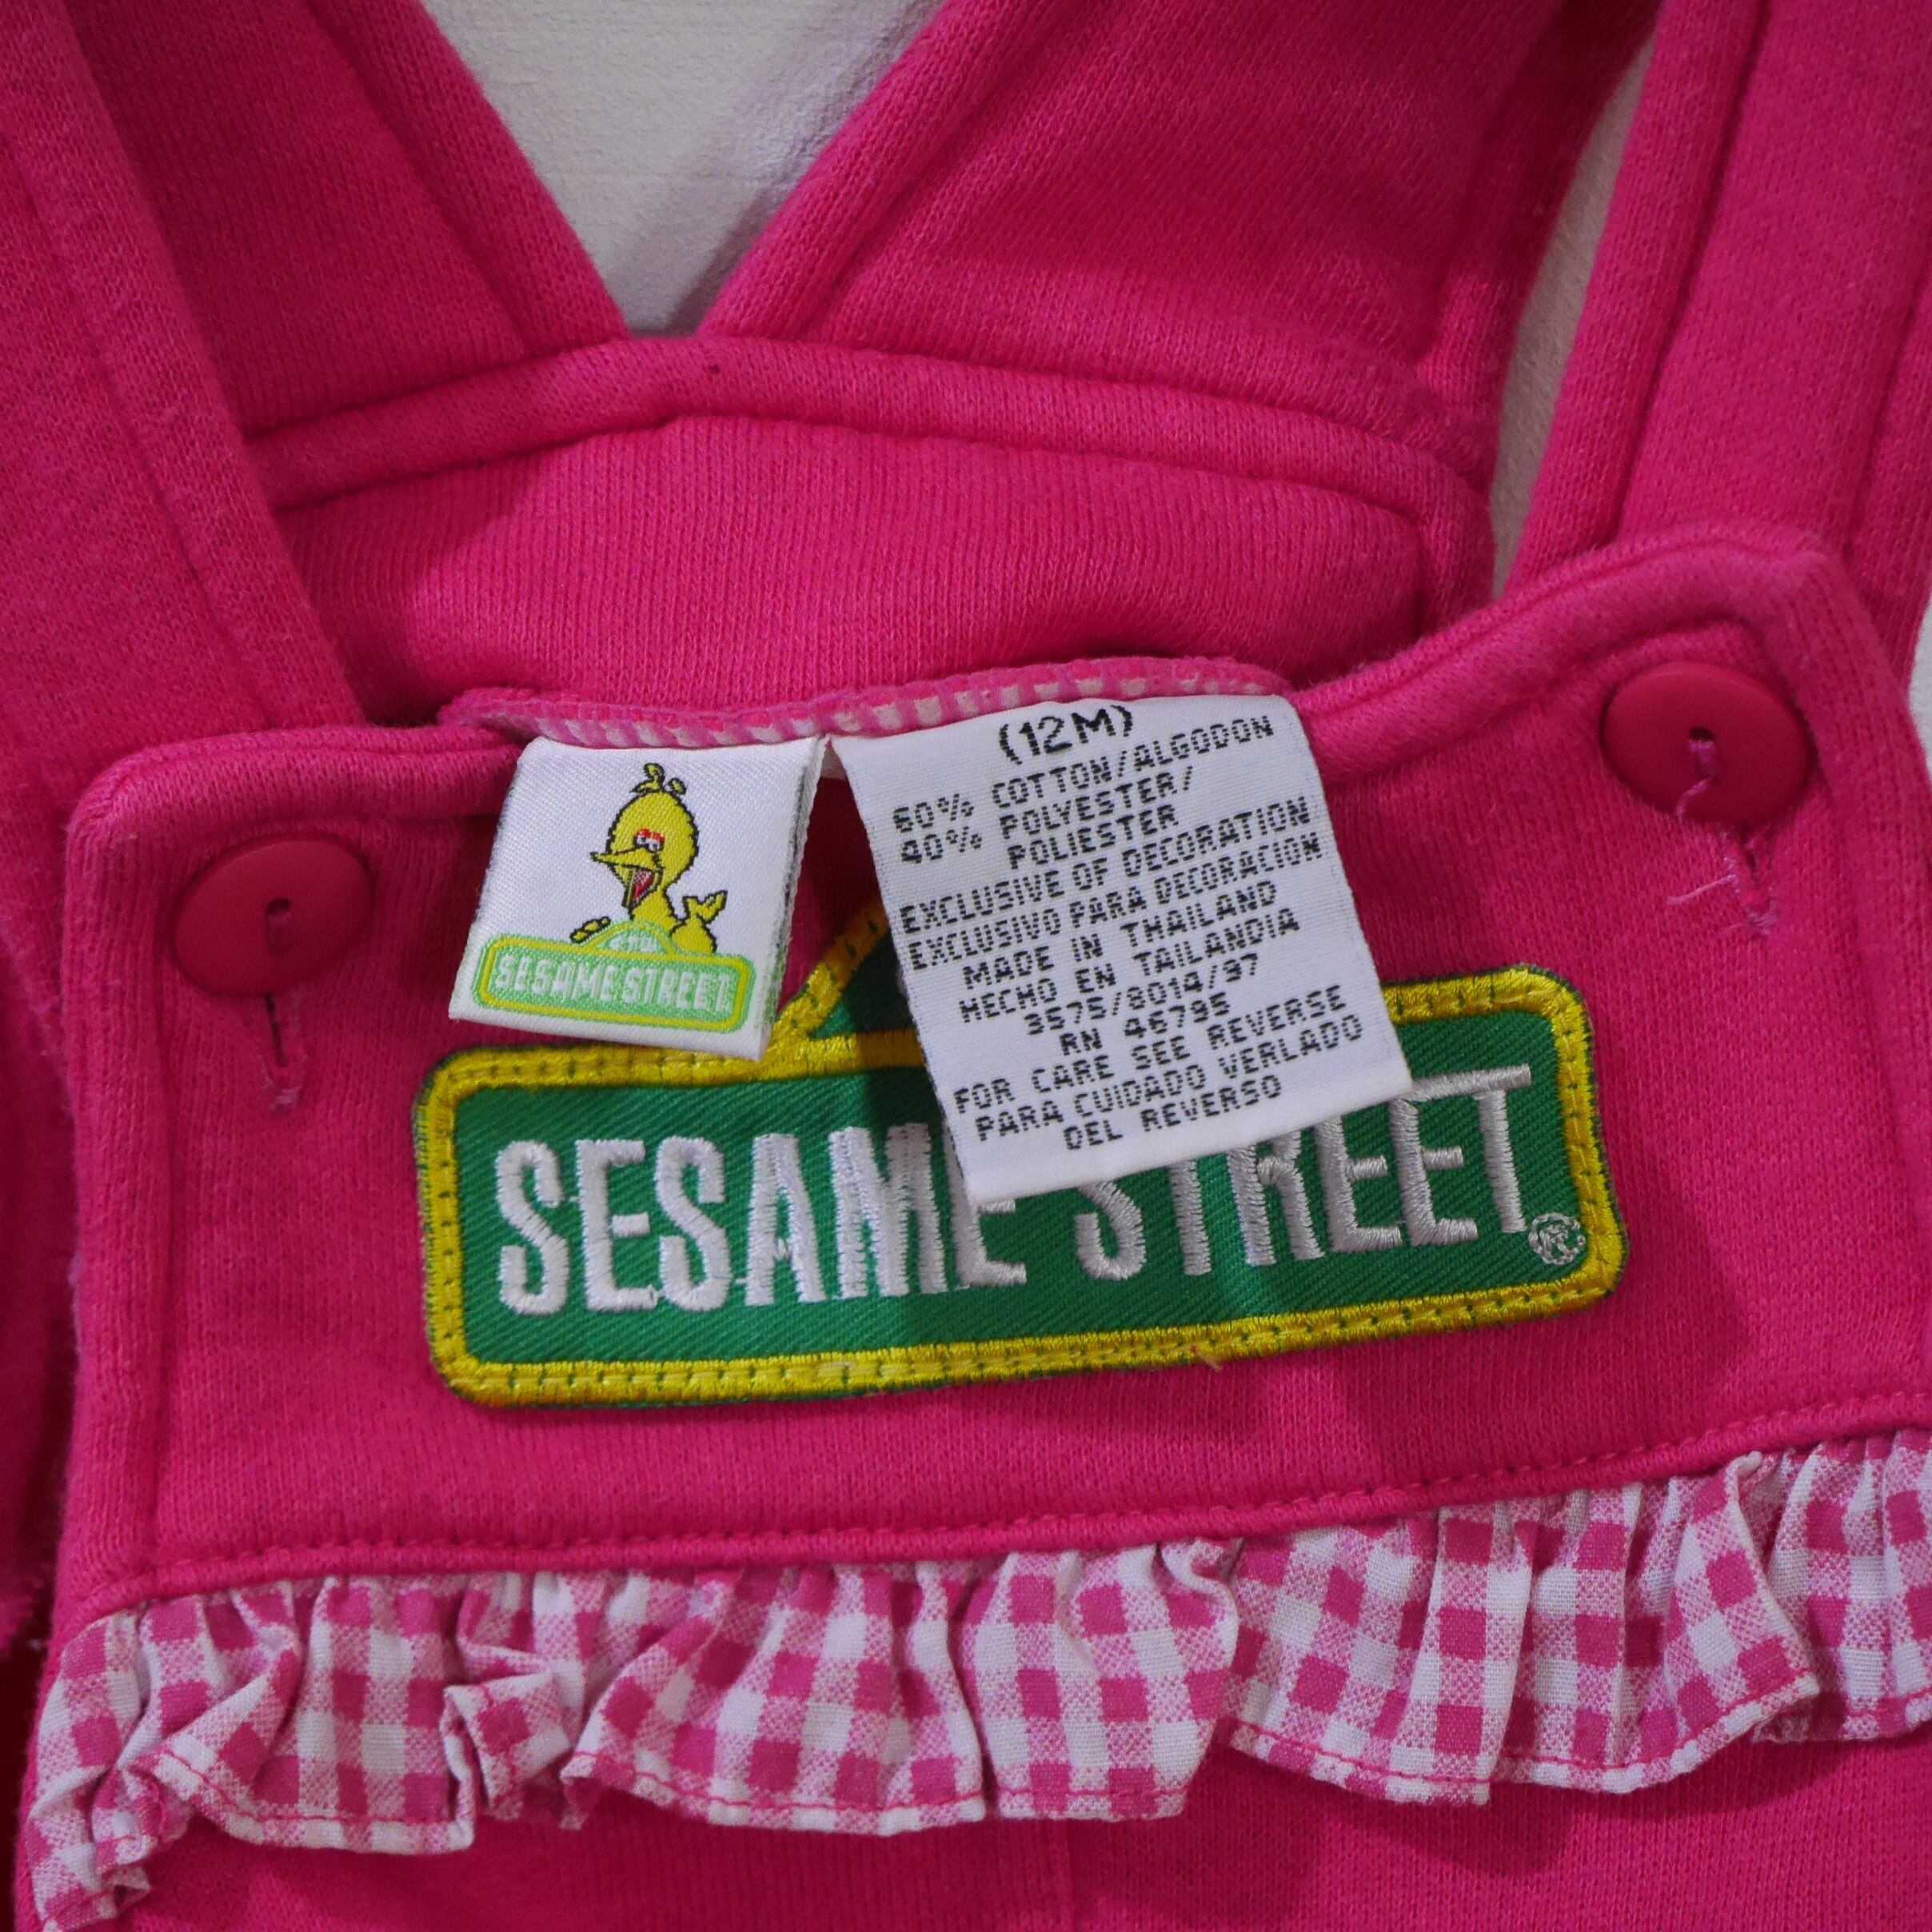 (12M)
60% COTTON/ALGODON
40% POLYESTER/
POLIESTER
EXCLUSIVE OF DECORATION
EXCLUSIVO PARA DECORACION
MADE IN THAILAND
HECHO EN TAILANDIA
3575/8014/97
RN 46795
FOR CARE SEE REVERSE
PARA CUIDADO VERLADO
DEL REVERSO
SESAME STREET
SESAME STREET ®